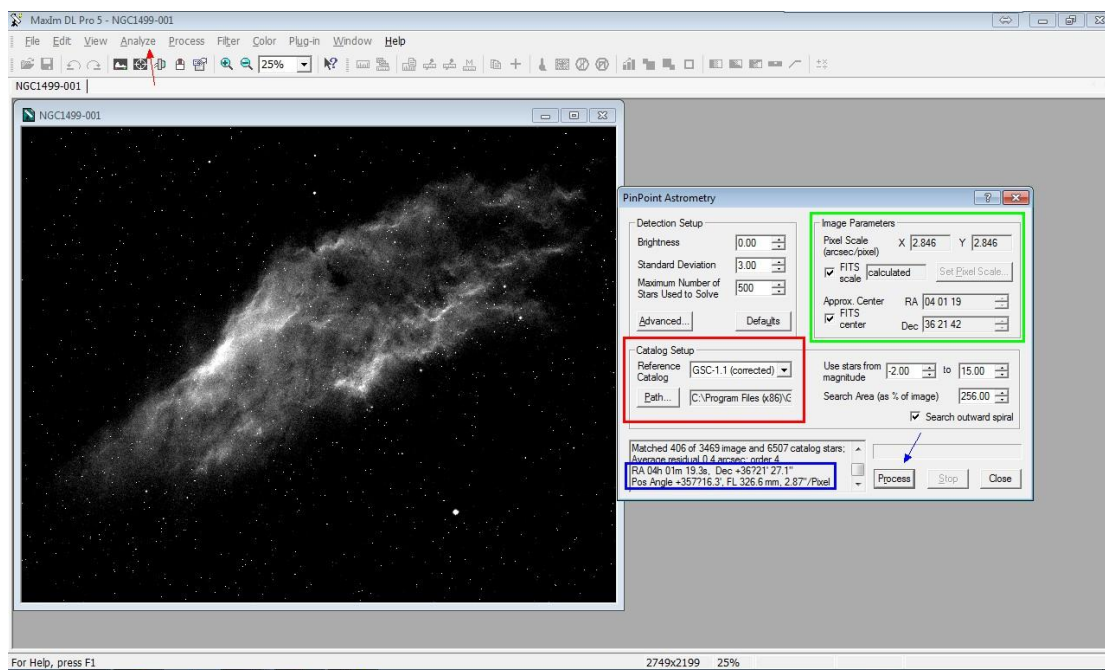 MaxIm DL Pro 5 - NGC1499-001
File Edit View Analyze Process Filter Color Plug-in Window Help
25%
NGC1499-001
NGC1499-001
PinPoint Astrometry
Detection Setup
Brightness 0.00
Standard Deviation 3.00
Maximum Number of
Stars Used to Solve 500
Advanced... Defaults
Image Parameters
Pixel Scale
(arcsec/pixel) X 2.846 Y 2.846
FITS
scale calculated Set Pixel Scale...
Approx. Center RA 04 01 19
FITS
center Dec 36 21 42
Catalog Setup
Reference
Catalog GSC-1.1 (corrected)
Path... C:\Program Files (x86)\G
Use stars from
magnitude -2.00 to 15.00
Search Area (as % of image) 256.00
Search outward spiral
Matched 406 of 3469 image and 6507 catalog stars;
Average residual 0.4 arcsec; order 4
RA 04h 01m 19.3s, Dec +36?21' 27.1"
Pos Angle +357?16.3', FL 326.6 mm, 2.87"/Pixel
Process Stop Close
For Help, press F1
2749x2199 25%